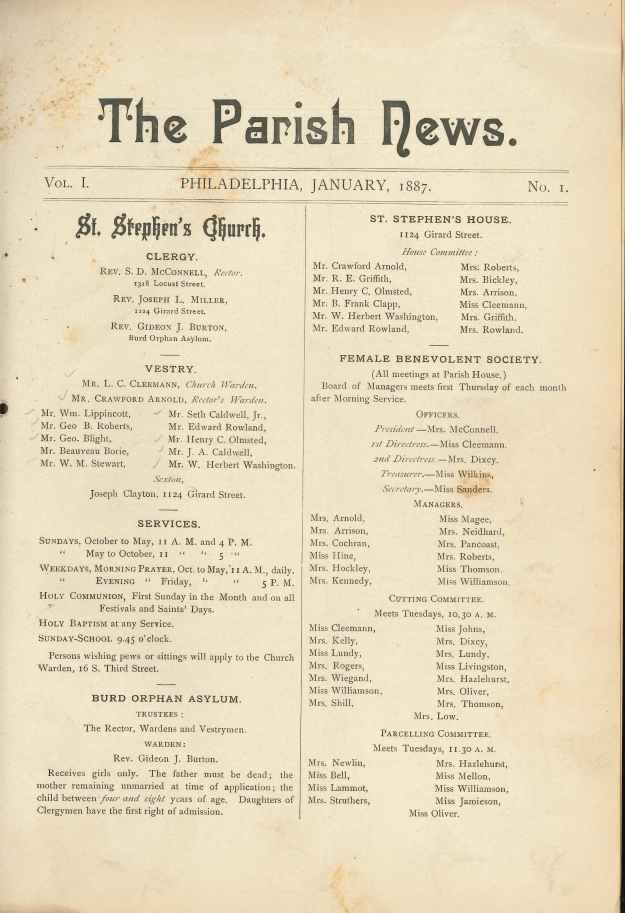 The Parish News.
Vol. I. PHILADELPHIA, JANUARY, 1887. No. 1.
St. Stephen's Church.
CLERGY.
Rev. S. D. McConnell, Rector.
1318 Locust Street.
Rev. Joseph L. Miller,
1124 Girard Street.
Rev. Gideon J. Burton,
Burd Orphan Asylum.
VESTRY.
Mr. L. C. Cleemann, Church Warden.
Mr. Crawford Arnold, Rector's Warden.
Mr. Wm. Lippincott, Mr. Seth Caldwell, Jr.,
Mr. Geo B. Roberts, Mr. Edward Rowland,
Mr. Geo. Blight, Mr. Henry C. Olmsted,
Mr. Beauveau Borie, Mr. J. A. Caldwell,
Mr. W. M. Stewart, Mr. W. Herbert Washington.
Sexton,
Joseph Clayton, 1124 Girard Street.
SERVICES.
Sundays, October to May, 11 A. M. and 4 P. M.
" May to October, 11 " " 5 "
Weekdays, Morning Prayer, Oct. to May, 11 A. M., daily.
" Evening " Friday, " " 5 P. M.
Holy Communion, First Sunday in the Month and on all
Festivals and Saints' Days.
Holy Baptism at any Service.
Sunday-School 9.45 o'clock.
Persons wishing pews or sittings will apply to the Church
Warden, 16 S. Third Street.
BURD ORPHAN ASYLUM.
TRUSTEES:
The Rector, Wardens and Vestrymen.
WARDEN:
Rev. Gideon J. Burton.
Receives girls only. The father must be dead; the
mother remaining unmarried at time of application; the
child between four and eight years of age. Daughters of
Clergymen have the first right of admission.
ST. STEPHEN'S HOUSE.
1124 Girard Street.
House Committee:
Mr. Crawford Arnold, Mrs. Roberts,
Mr. R. E. Griffith, Mrs. Bickley,
Mr. Henry C. Olmsted, Mrs. Arrison,
Mr. B. Frank Clapp, Miss Cleemann,
Mr. W. Herbert Washington, Mrs. Griffith.
Mr. Edward Rowland, Mrs. Rowland.
FEMALE BENEVOLENT SOCIETY.
(All meetings at Parish House.)
Board of Managers meets first Thursday of each month
after Morning Service.
Officers.
President—Mrs. McConnell.
1st Directress.—Miss Cleemann.
2nd Directress—Mrs. Dixey.
Treasurer.—Miss Wilkins,
Secretary.—Miss Sanders.
Managers.
Mrs. Arnold, Miss Magee,
Mrs. Arrison, Mrs. Neidhard,
Mrs. Cochran, Mrs. Pancoast,
Miss Hine, Mrs. Roberts,
Mrs. Hockley, Miss Thomson.
Mrs. Kennedy, Miss Williamson.
Cutting Committee.
Meets Tuesdays, 10.30 A. M.
Miss Cleemann, Miss Johns,
Mrs. Kelly, Mrs. Dixey,
Miss Lundy, Mrs. Lundy,
Mrs. Rogers, Miss Livingston,
Mrs. Wiegand, Mrs. Hazlehurst,
Miss Williamson, Mrs. Oliver,
Mrs. Shill, Mrs. Thomson,
Mrs. Low.
Parcelling Committee.
Meets Tuesdays, 11.30 A. M.
Mrs. Newlin, Mrs. Hazlehurst,
Miss Bell, Miss Mellon,
Miss Lammot, Miss Williamson,
Mrs. Struthers, Miss Jamieson,
Miss Oliver.